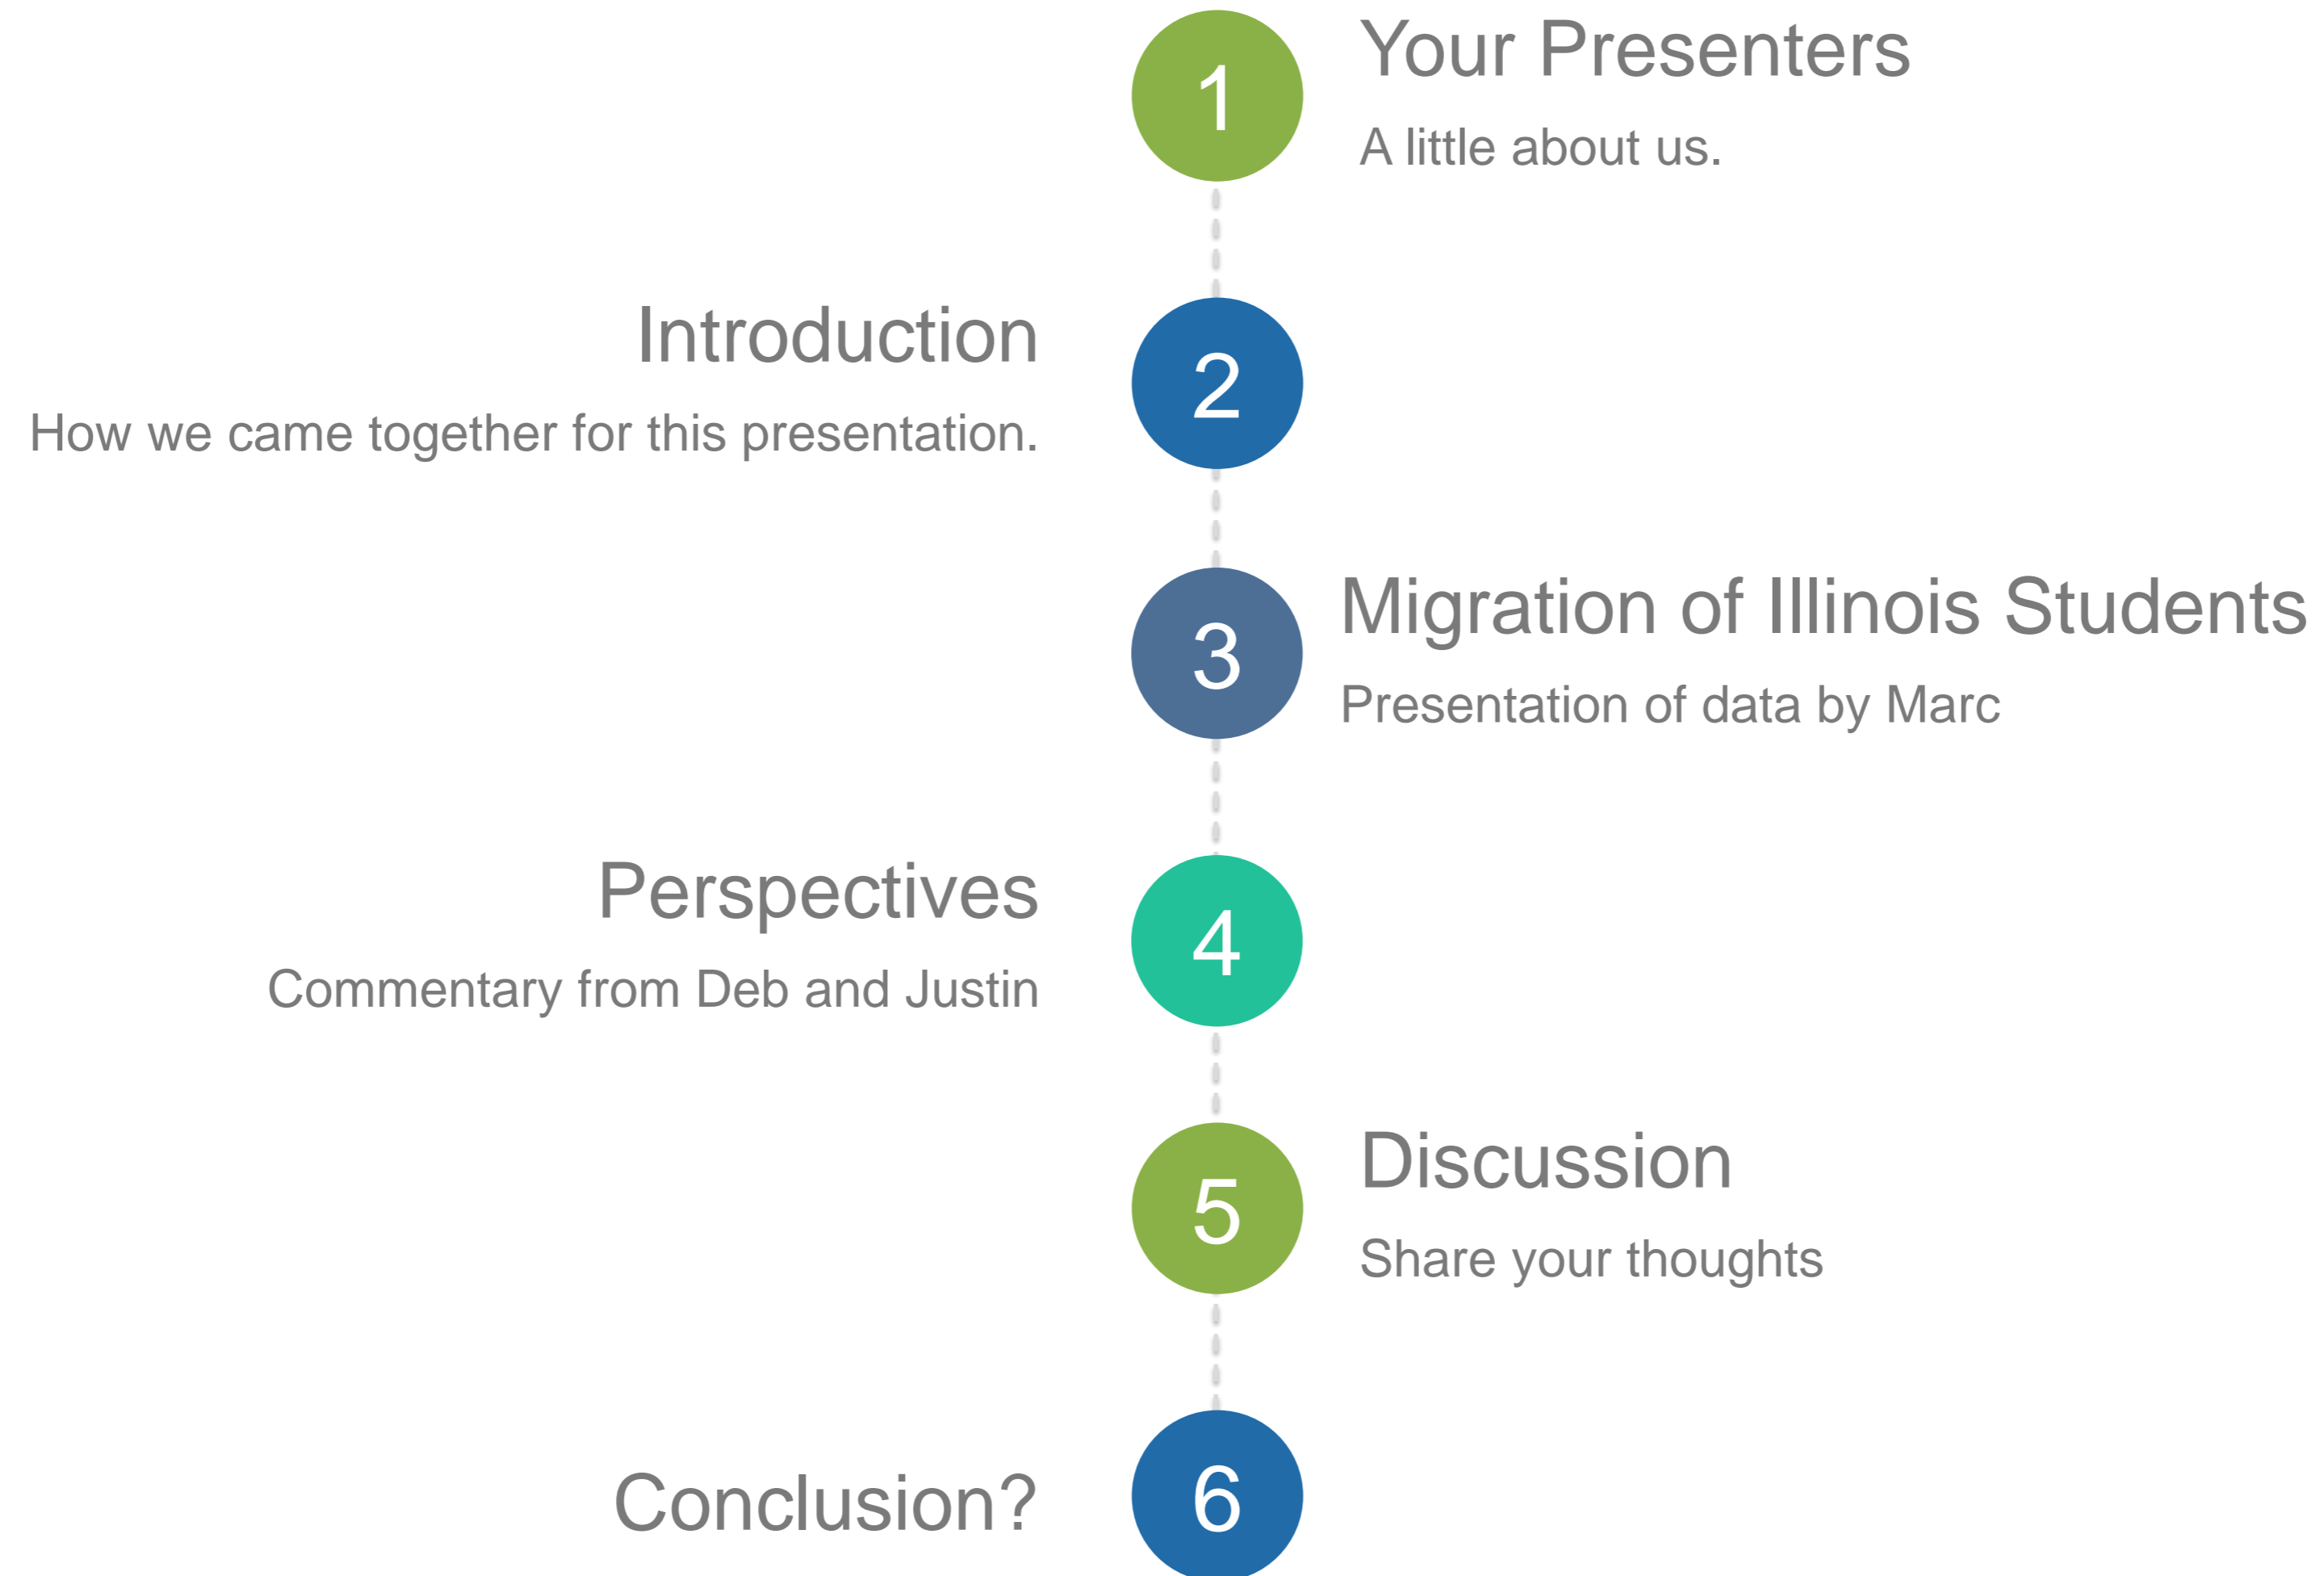 1
Your Presenters
A little about us.
2
Introduction
How we came together for this presentation.
3
Migration of Illinois Students
Presentation of data by Marc
4
Perspectives
Commentary from Deb and Justin
5
Discussion
Share your thoughts
6
Conclusion?